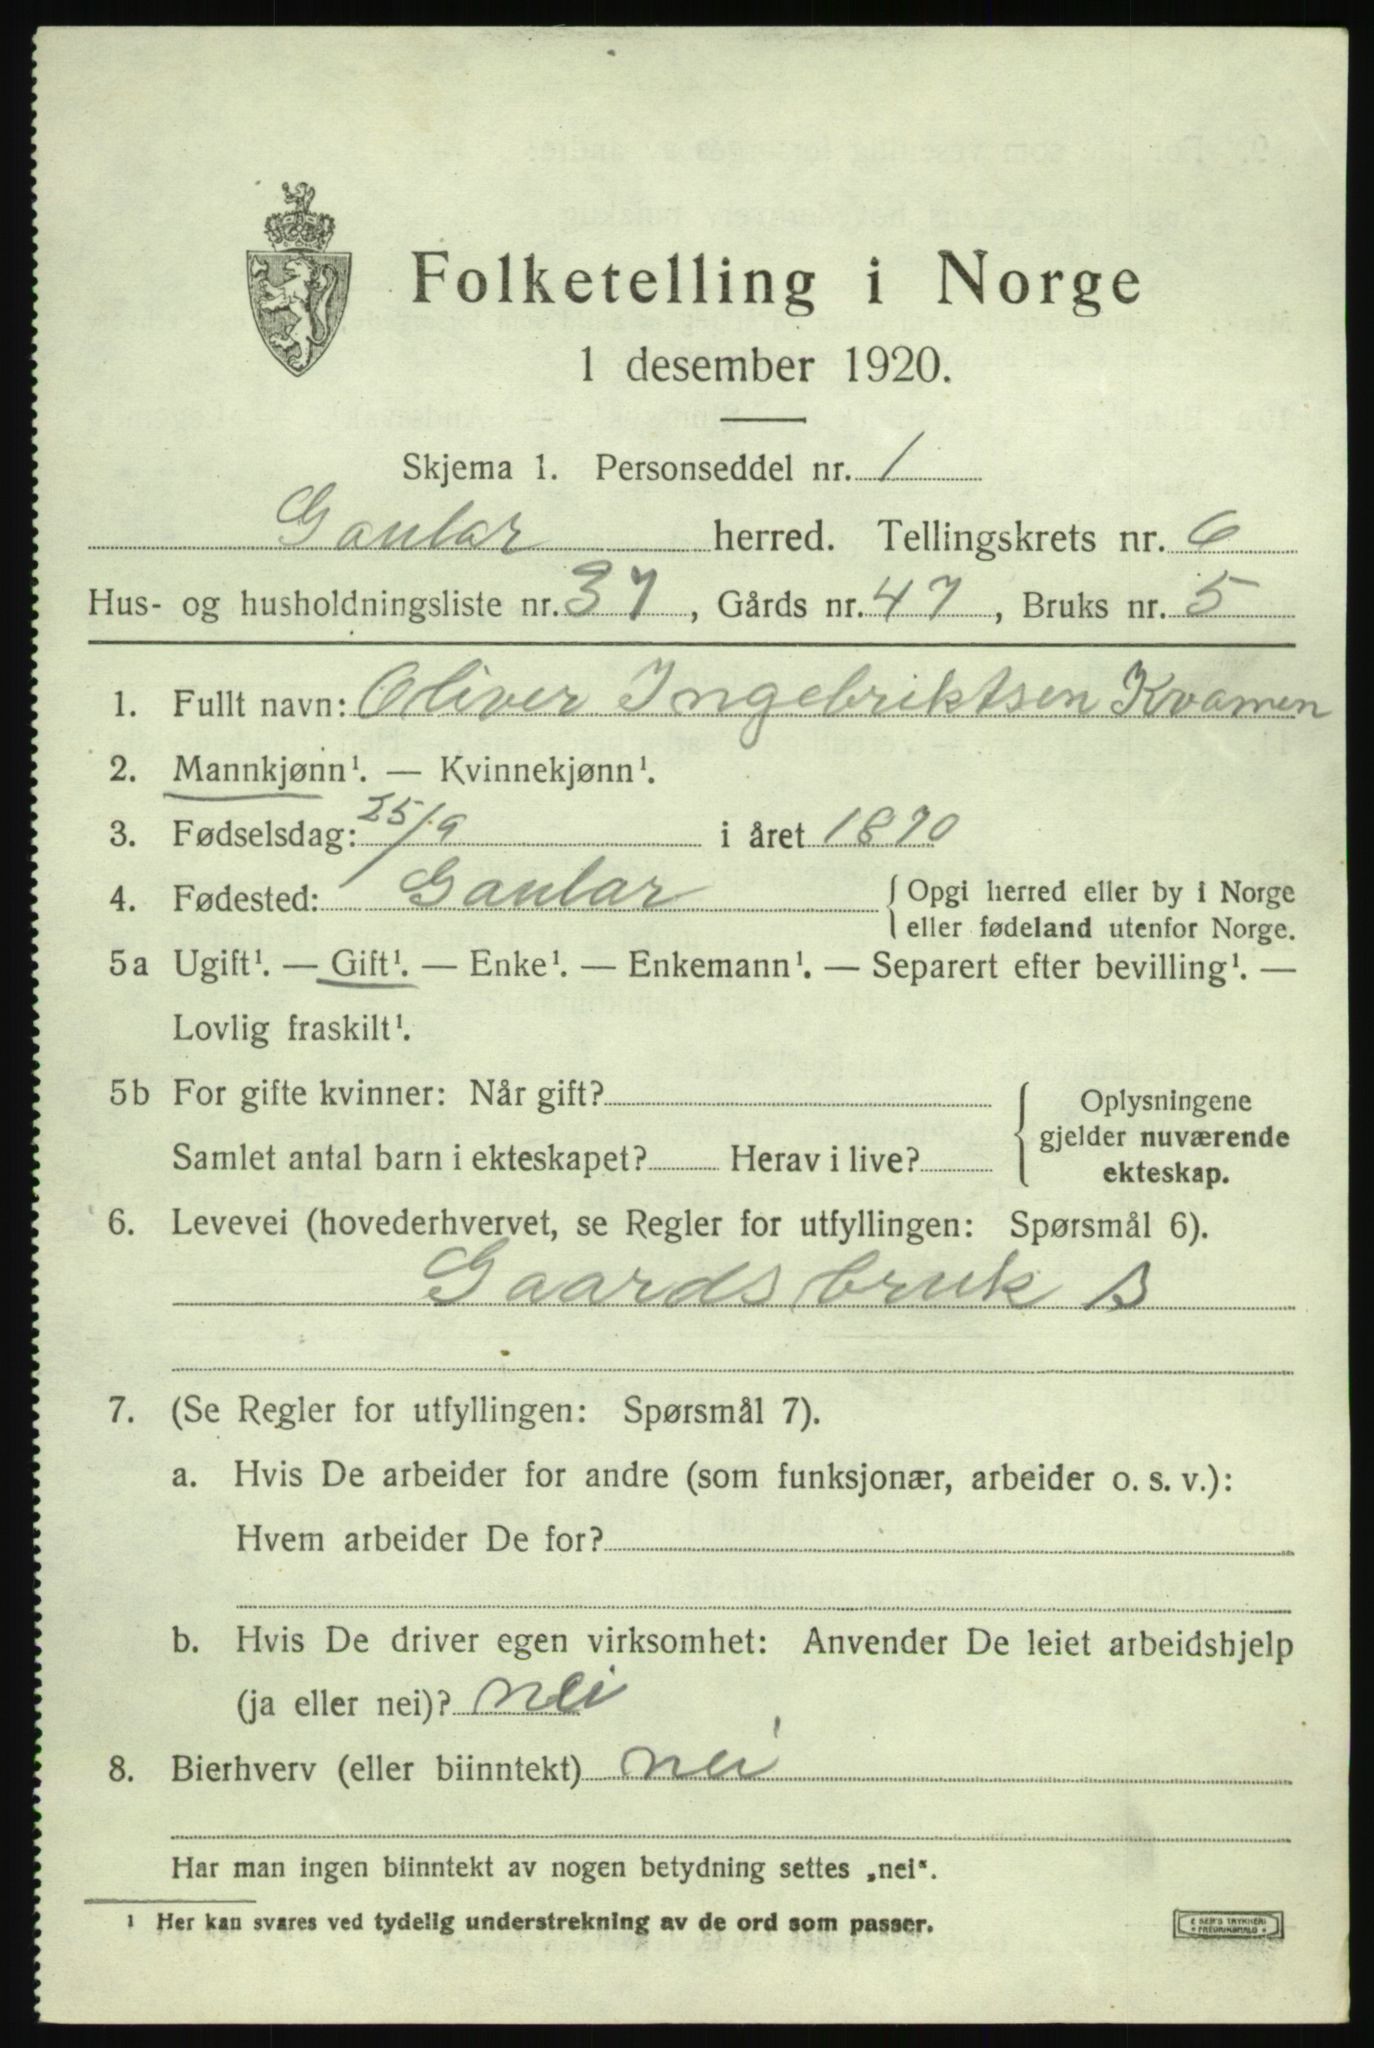 Folketelling i Norge
1 desember 1920.
Skjema 1. Personseddel nr. 1
Gaular herred. Tellingskrets nr. 6
Hus- og husholdningsliste nr. 37, Gårds nr. 47, Bruks nr. 5
1. Fullt navn: Oliver Ingebriktsen Kvamen
2. Mannkjønn¹. — Kvinnekjønn¹.
3. Fødselsdag: 25/9 i året 1870
4. Fødested: Gaular { Opgi herred eller by i Norge
eller fødeland utenfor Norge.
5a Ugift¹. — Gift¹. — Enke¹. — Enkemann¹. — Separert efter bevilling¹. —
Lovlig fraskilt¹.
5b For gifte kvinner: Når gift?
Samlet antal barn i ekteskapet? Herav i live?
Oplysningene
gjelder nuværende
ekteskap.
6. Levevei (hovederhvervet, se Regler for utfyllingen: Spørsmål 6).
Gaardsbruk S
7. (Se Regler for utfyllingen: Spørsmål 7).
a. Hvis De arbeider for andre (som funksjonær, arbeider o. s. v.):
Hvem arbeider De for?
b. Hvis De driver egen virksomhet: Anvender De leiet arbeidshjelp
(ja eller nei)? nei
8. Bierhverv (eller biinntekt) nei
Har man ingen biinntekt av nogen betydning settes „nei“.
¹ Her kan svares ved tydelig understrekning av de ord som passer.